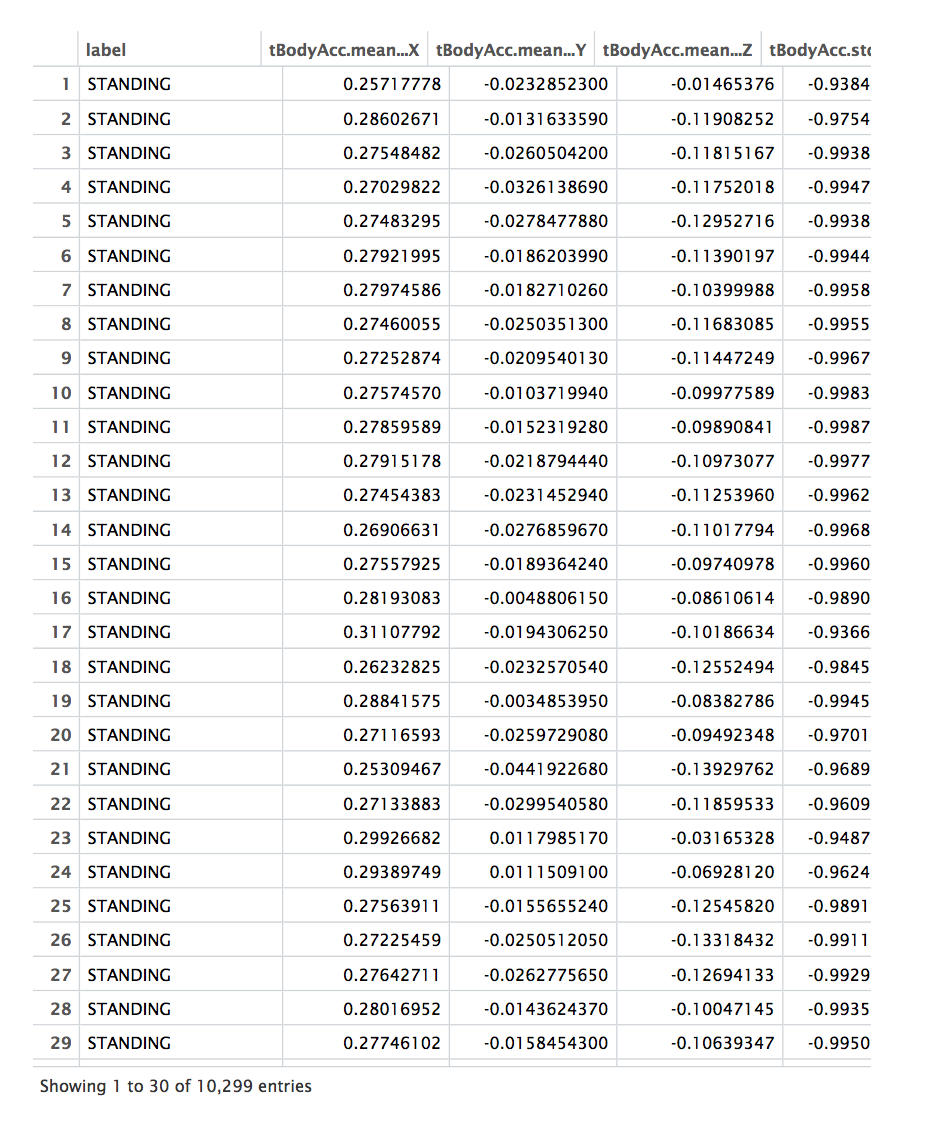 label tBodyAcc.mean...X tBodyAcc.mean...Y tBodyAcc.mean...Z tBodyAcc.std
1 STANDING 0.25717778 -0.0232852300 -0.01465376 -0.9384
2 STANDING 0.28602671 -0.0131633590 -0.11908252 -0.9754
3 STANDING 0.27548482 -0.0260504200 -0.11815167 -0.9938
4 STANDING 0.27029822 -0.0326138690 -0.11752018 -0.9947
5 STANDING 0.27483295 -0.0278477880 -0.12952716 -0.9938
6 STANDING 0.27921995 -0.0186203990 -0.11390197 -0.9944
7 STANDING 0.27974586 -0.0182710260 -0.10399988 -0.9958
8 STANDING 0.27460055 -0.0250351300 -0.11683085 -0.9955
9 STANDING 0.27252874 -0.0209540130 -0.11447249 -0.9967
10 STANDING 0.27574570 -0.0103719940 -0.09977589 -0.9983
11 STANDING 0.27859589 -0.0152319280 -0.09890841 -0.9987
12 STANDING 0.27915178 -0.0218794440 -0.10973077 -0.9977
13 STANDING 0.27454383 -0.0231452940 -0.11253960 -0.9962
14 STANDING 0.26906631 -0.0276859670 -0.11017794 -0.9968
15 STANDING 0.27557925 -0.0189364240 -0.09740978 -0.9960
16 STANDING 0.28193083 -0.0048806150 -0.08610614 -0.9890
17 STANDING 0.31107792 -0.0194306250 -0.10186634 -0.9366
18 STANDING 0.26232825 -0.0232570540 -0.12552494 -0.9845
19 STANDING 0.28841575 -0.0034853950 -0.08382786 -0.9945
20 STANDING 0.27116593 -0.0259729080 -0.09492348 -0.9701
21 STANDING 0.25309467 -0.0441922680 -0.13929762 -0.9689
22 STANDING 0.27133883 -0.0299540580 -0.11859533 -0.9609
23 STANDING 0.29926682 0.0117985170 -0.03165328 -0.9487
24 STANDING 0.29389749 0.0111509100 -0.06928120 -0.9624
25 STANDING 0.27563911 -0.0155655240 -0.12545820 -0.9891
26 STANDING 0.27225459 -0.0250512050 -0.13318432 -0.9911
27 STANDING 0.27642711 -0.0262775650 -0.12694133 -0.9929
28 STANDING 0.28016952 -0.0143624370 -0.10047145 -0.9935
29 STANDING 0.27746102 -0.0158454300 -0.10639347 -0.9950
Showing 1 to 30 of 10,299 entries